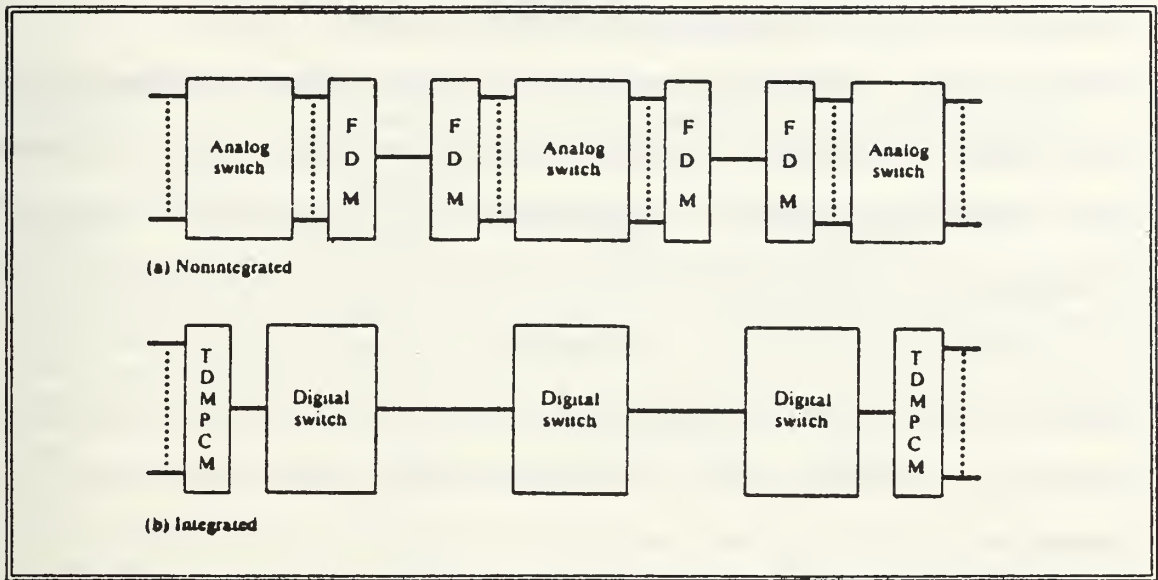 Analog
switch
F
D
M
F
D
M
Analog
switch
F
D
M
F
D
M
Analog
switch
(a) Nonintegrated
T
D
M
P
C
M
Digital
switch
Digital
switch
Digital
switch
T
D
M
P
C
M
(b) Integrated